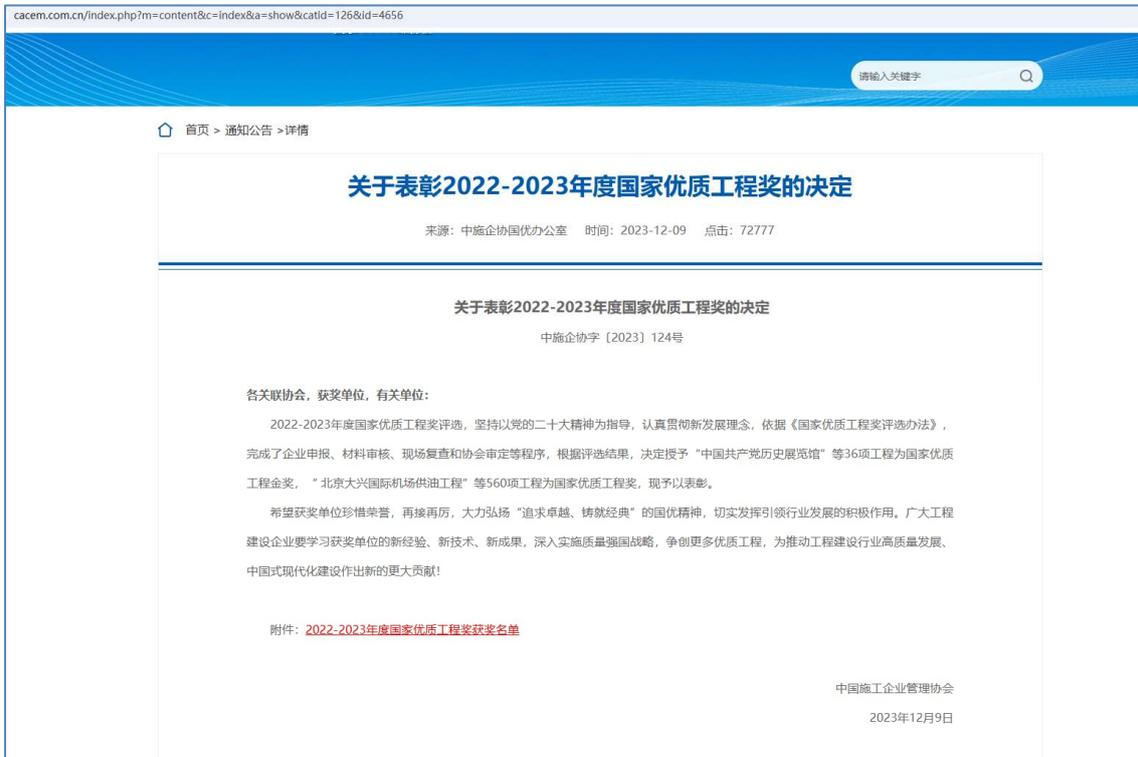 cacem.com.cn/index.php?m=content&c=index&a=show&catid=126&id=4656
请输入关键字
首页 > 通知公告 >详情
关于表彰2022-2023年度国家优质工程奖的决定
来源：中施企协国优办公室 时间：2023-12-09 点击：72777
关于表彰2022-2023年度国家优质工程奖的决定
中施企协字〔2023〕124号
各关联协会，获奖单位，有关单位：
2022-2023年度国家优质工程奖评选，坚持以党的二十大精神为指导，认真贯彻新发展理念，依据《国家优质工程奖评选办法》，
完成了企业申报、材料审核、现场复查和协会审定等程序，根据评选结果，决定授予“中国共产党历史展览馆”等36项工程为国家优质
工程金奖，“ 北京大兴国际机场供油工程”等560项工程为国家优质工程奖，现予以表彰。
希望获奖单位珍惜荣誉，再接再厉，大力弘扬“追求卓越、铸就经典”的国优精神，切实发挥引领行业发展的积极作用。广大工程
建设企业要学习获奖单位的新经验、新技术、新成果，深入实施质量强国战略，争创更多优质工程，为推动工程建设行业高质量发展、
中国式现代化建设作出新的更大贡献！
附件：2022-2023年度国家优质工程奖获奖名单
中国施工企业管理协会
2023年12月9日